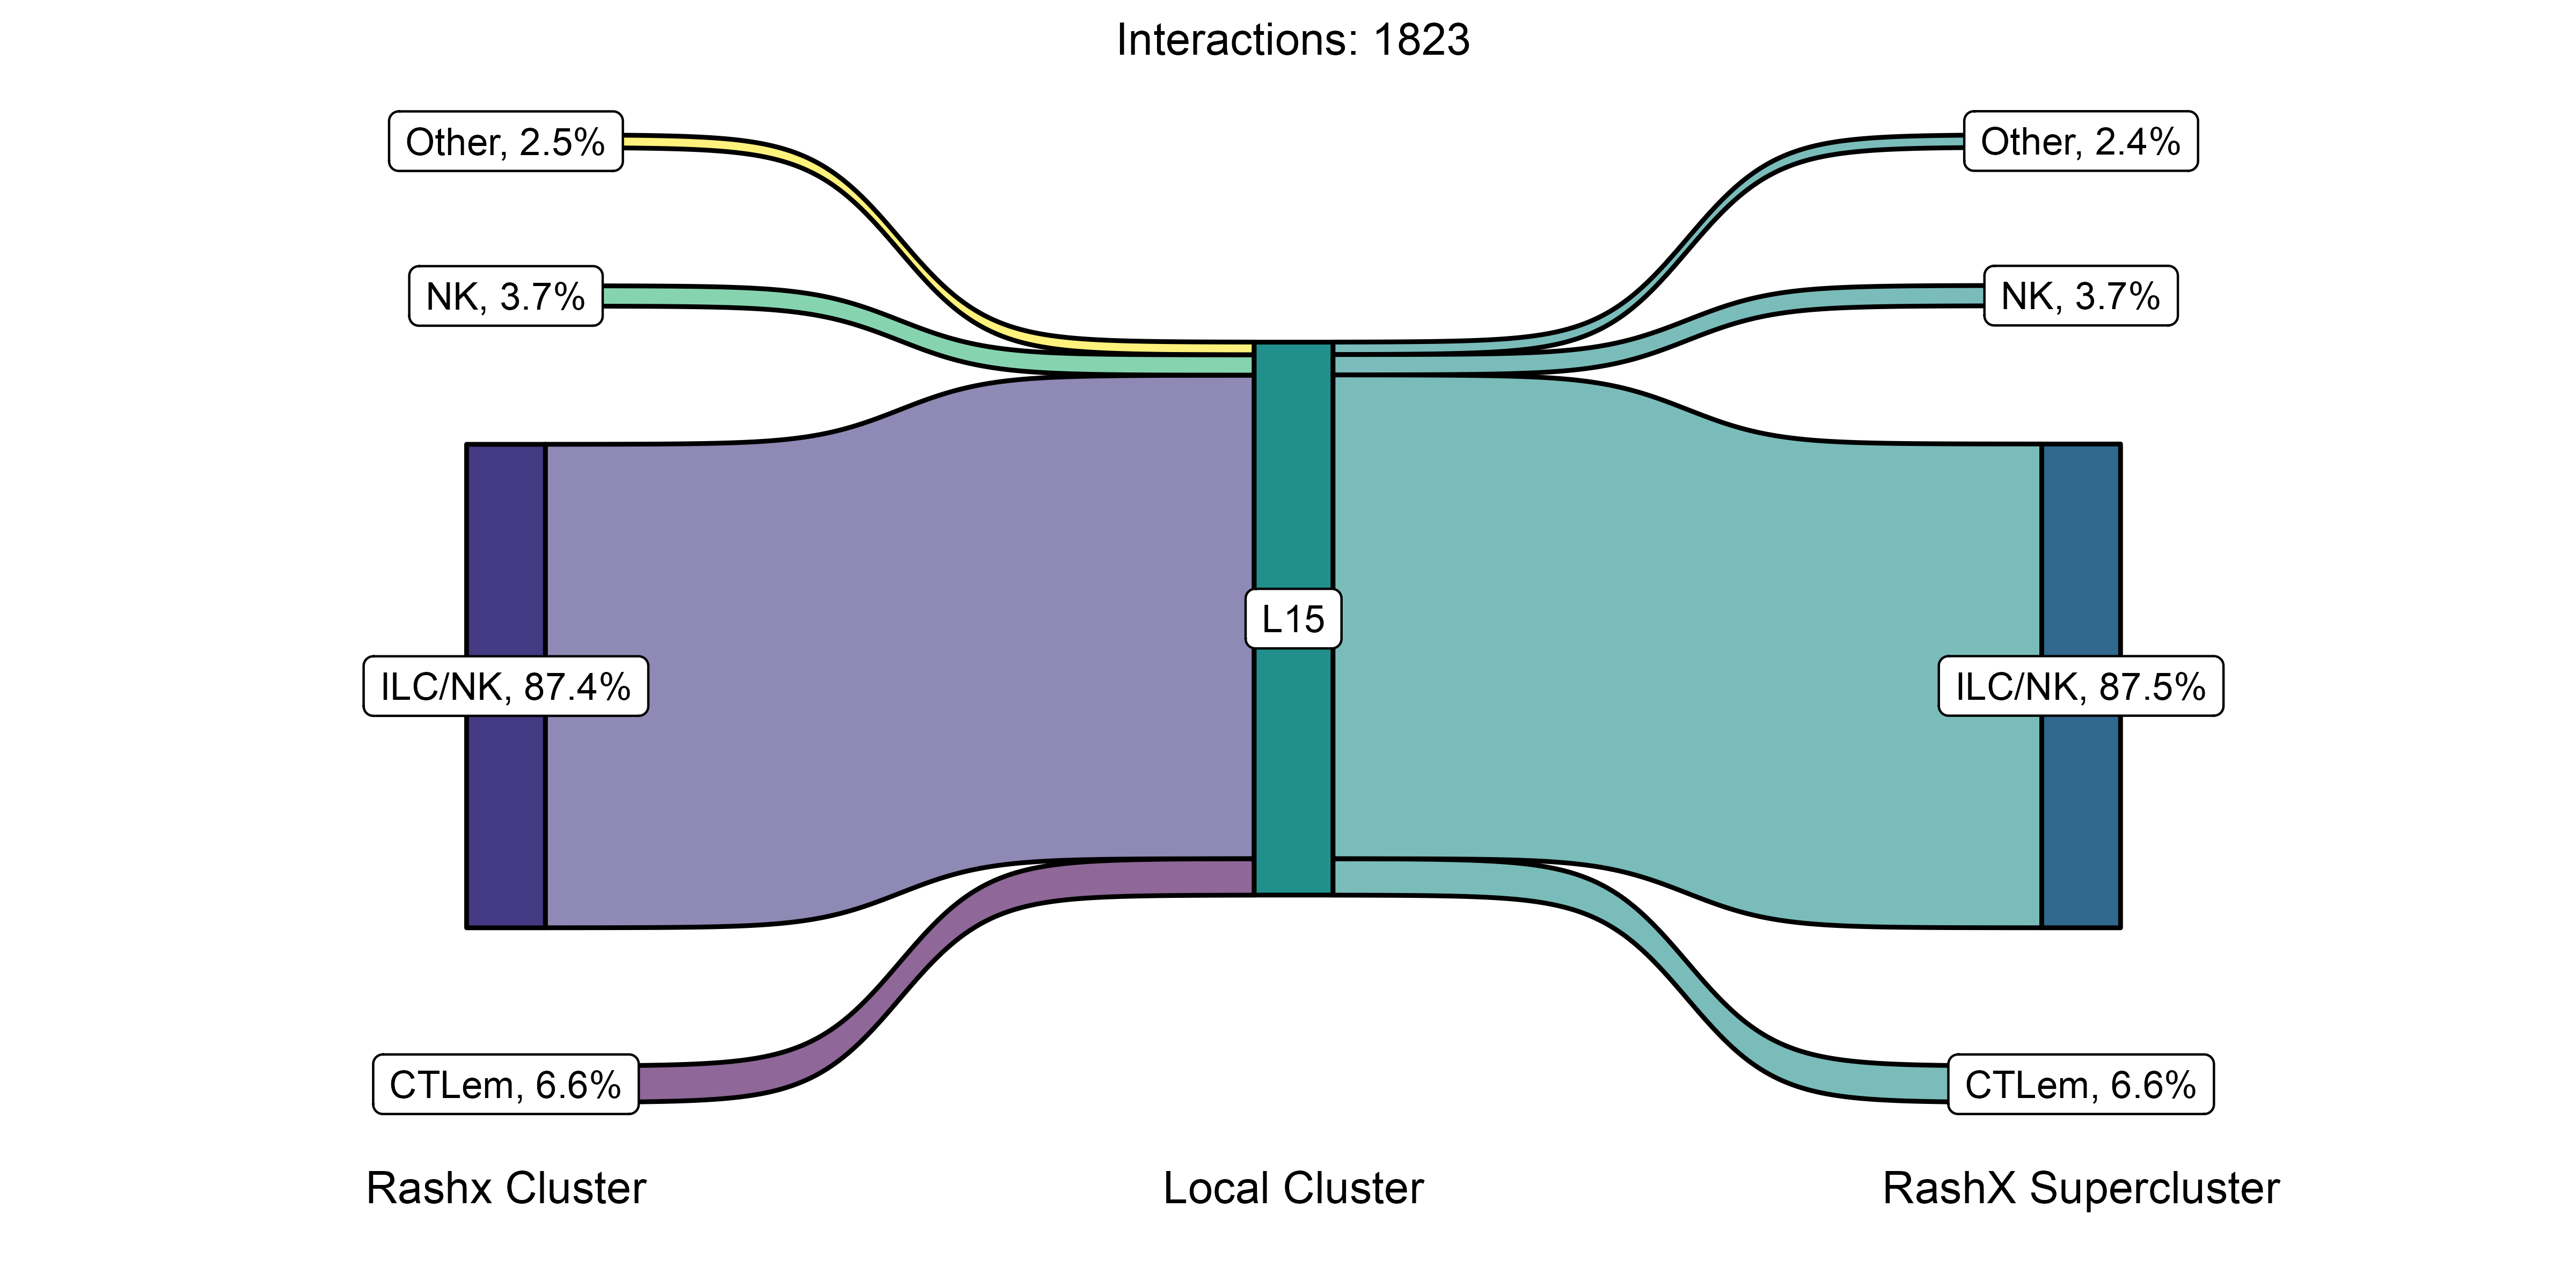 Interactions: 1823
Other, 2.5%
Other, 2.4%
NK, 3.7%
NK, 3.7%
L15
ILC/NK, 87.4%
ILC/NK, 87.5%
CTLem, 6.6%
CTLem, 6.6%
Rashx Cluster
Local Cluster
RashX Supercluster